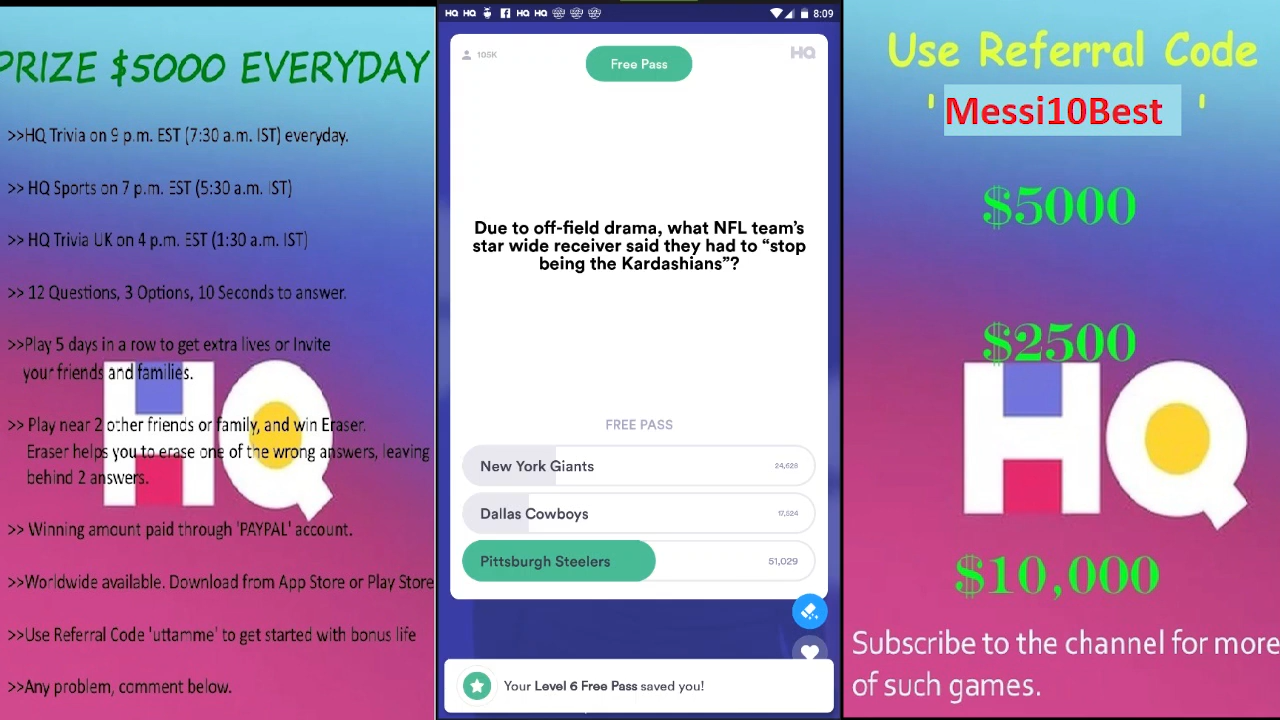 PRIZE $5000 EVERYDAY
>>HQ Trivia on 9 p.m. EST (7:30 a.m. IST) everyday.
>> HQ Sports on 7 p.m. EST (5:30 a.m. IST)
>> HQ Trivia UK on 4 p.m. EST (1:30 a.m. IST)
>> 12 Questions, 3 Options, 10 Seconds to answer.
>>Play 5 days in a row to get extra lives or Invite
your friends and families.
>> Play near 2 other friends or family, and win Eraser.
Eraser helps you to erase one of the wrong answers, leaving
behind 2 answers.
>> Winning amount paid through 'PAYPAL' account.
>>Worldwide available. Download from App Store or Play Store
>>Use Referral Code 'uttamme' to get started with bonus life
>>Any problem, comment below.
HQ
HQ HQ HQ HQ 8:09
105K Free Pass HQ
Due to off-field drama, what NFL team's
star wide receiver said they had to “stop
being the Kardashians”?
FREE PASS
New York Giants 24,626
Dallas Cowboys 17,524
Pittsburgh Steelers 51,029
Your Level 6 Free Pass saved you!
Use Referral Code
' Messi10Best '
$5000
$2500
HQ
$10,000
Subscribe to the channel for more
of such games.